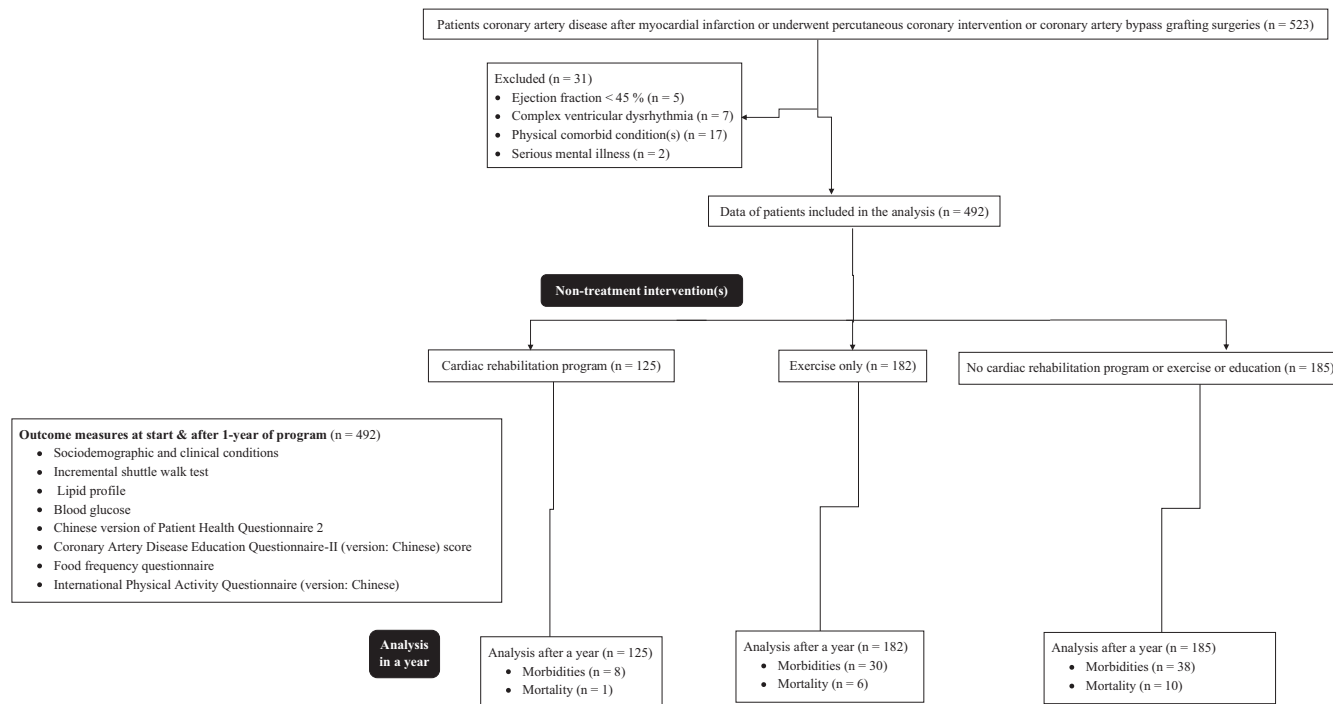 Patients coronary artery disease after myocardial infarction or underwent percutaneous coronary intervention or coronary artery bypass grafting surgeries (n = 523)
Excluded (n = 31)
• Ejection fraction < 45 % (n = 5)
• Complex ventricular dysrhythmia (n = 7)
• Physical comorbid condition(s) (n = 17)
• Serious mental illness (n = 2)
Data of patients included in the analysis (n = 492)
Non-treatment intervention(s)
Cardiac rehabilitation program (n = 125)
Exercise only (n = 182)
No cardiac rehabilitation program or exercise or education (n = 185)
Outcome measures at start & after 1-year of program (n = 492)
• Sociodemographic and clinical conditions
• Incremental shuttle walk test
• Lipid profile
• Blood glucose
• Chinese version of Patient Health Questionnaire 2
• Coronary Artery Disease Education Questionnaire-II (version: Chinese) score
• Food frequency questionnaire
• International Physical Activity Questionnaire (version: Chinese)
Analysis
in a year
Analysis after a year (n = 125)
• Morbidities (n = 8)
• Mortality (n = 1)
Analysis after a year (n = 182)
• Morbidities (n = 30)
• Mortality (n = 6)
Analysis after a year (n = 185)
• Morbidities (n = 38)
• Mortality (n = 10)